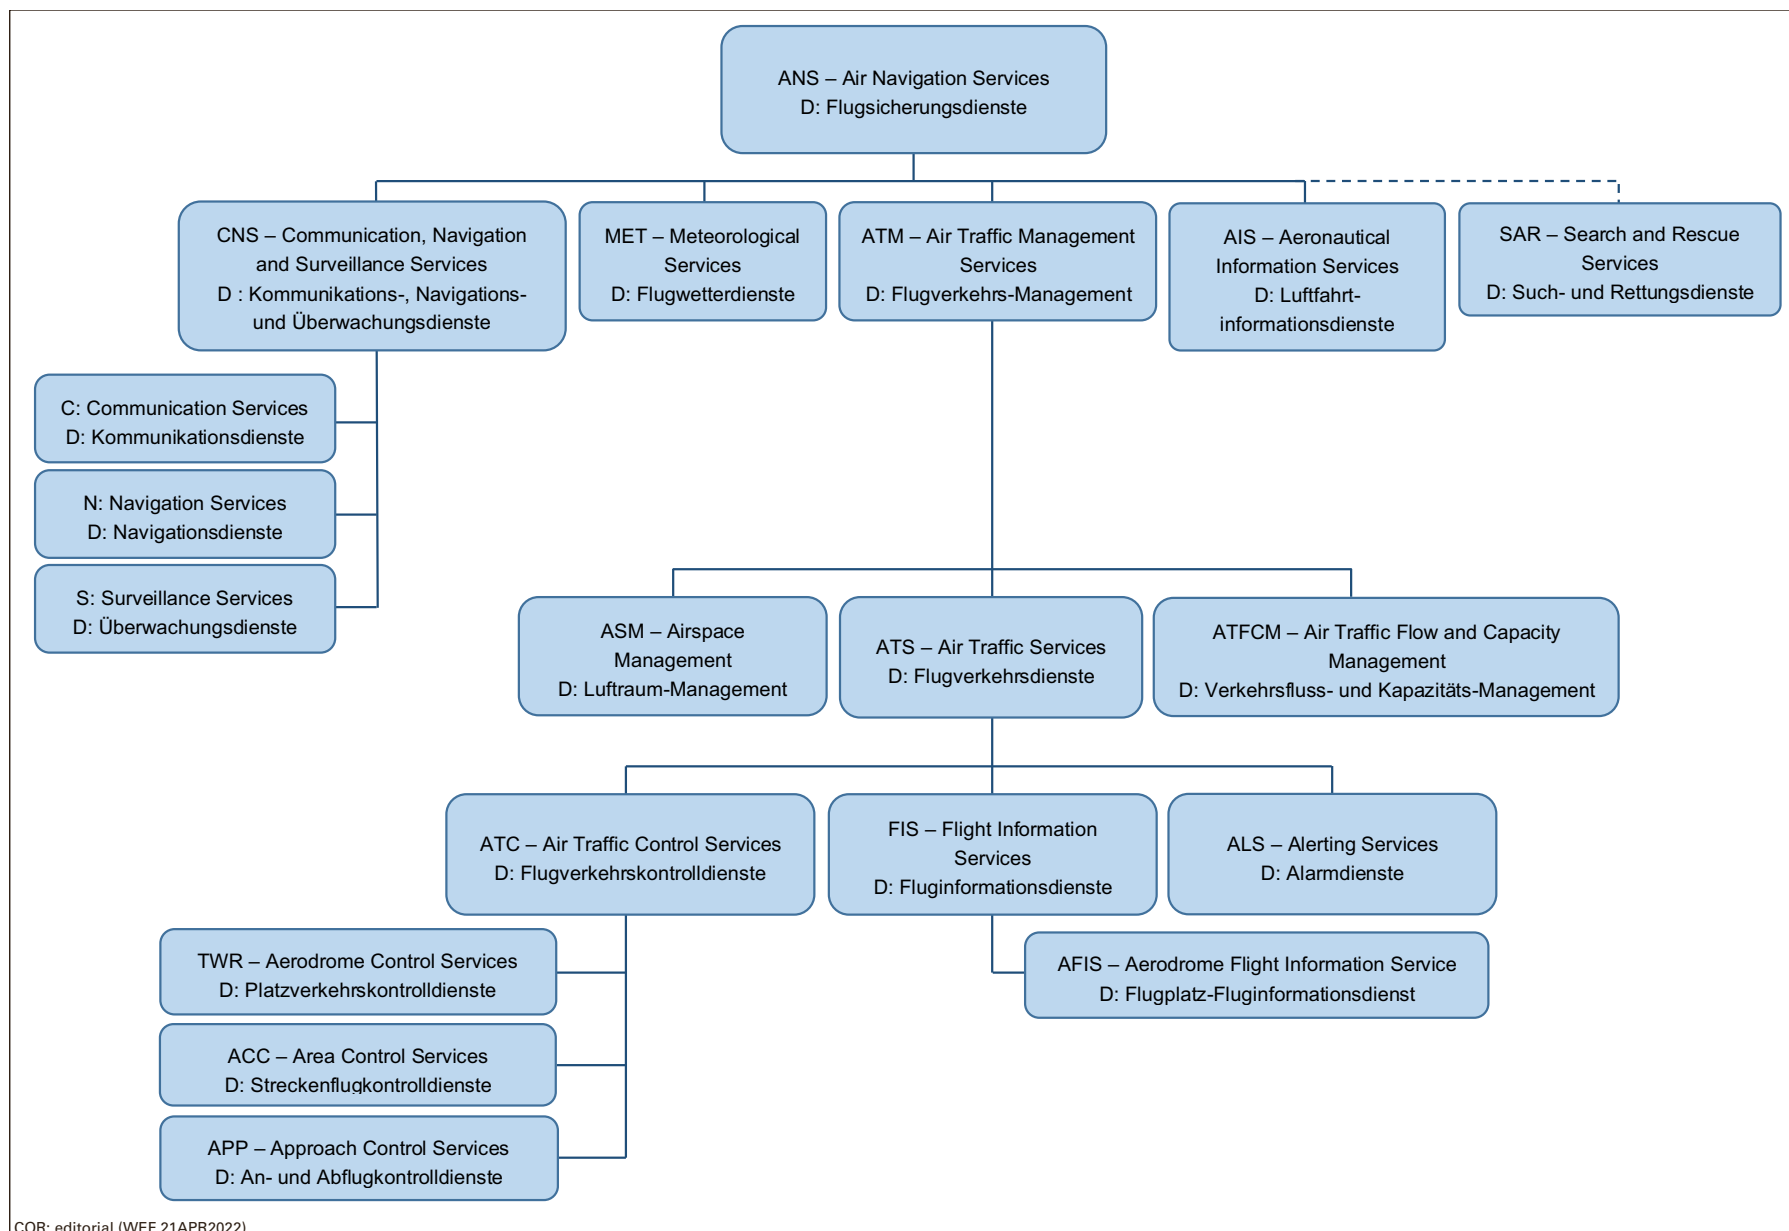 ANS – Air Navigation Services
D: Flugsicherungsdienste
CNS – Communication, Navigation
and Surveillance Services
D : Kommunikations-, Navigations-
und Überwachungsdienste
MET – Meteorological
Services
D: Flugwetterdienste
ATM – Air Traffic Management
Services
D: Flugverkehrs-Management
AIS – Aeronautical
Information Services
D: Luftfahrt-
informationsdienste
SAR – Search and Rescue
Services
D: Such- und Rettungsdienste
C: Communication Services
D: Kommunikationsdienste
N: Navigation Services
D: Navigationsdienste
S: Surveillance Services
D: Überwachungsdienste
ASM – Airspace
Management
D: Luftraum-Management
ATS – Air Traffic Services
D: Flugverkehrsdienste
ATFCM – Air Traffic Flow and Capacity
Management
D: Verkehrsfluss- und Kapazitäts-Management
ATC – Air Traffic Control Services
D: Flugverkehrskontrolldienste
FIS – Flight Information
Services
D: Fluginformationsdienste
ALS – Alerting Services
D: Alarmdienste
TWR – Aerodrome Control Services
D: Platzverkehrskontrolldienste
AFIS – Aerodrome Flight Information Service
D: Flugplatz-Fluginformationsdienst
ACC – Area Control Services
D: Streckenflugkontrolldienste
APP – Approach Control Services
D: An- und Abflugkontrolldienste
COR: editorial (WEF 21APR2022)